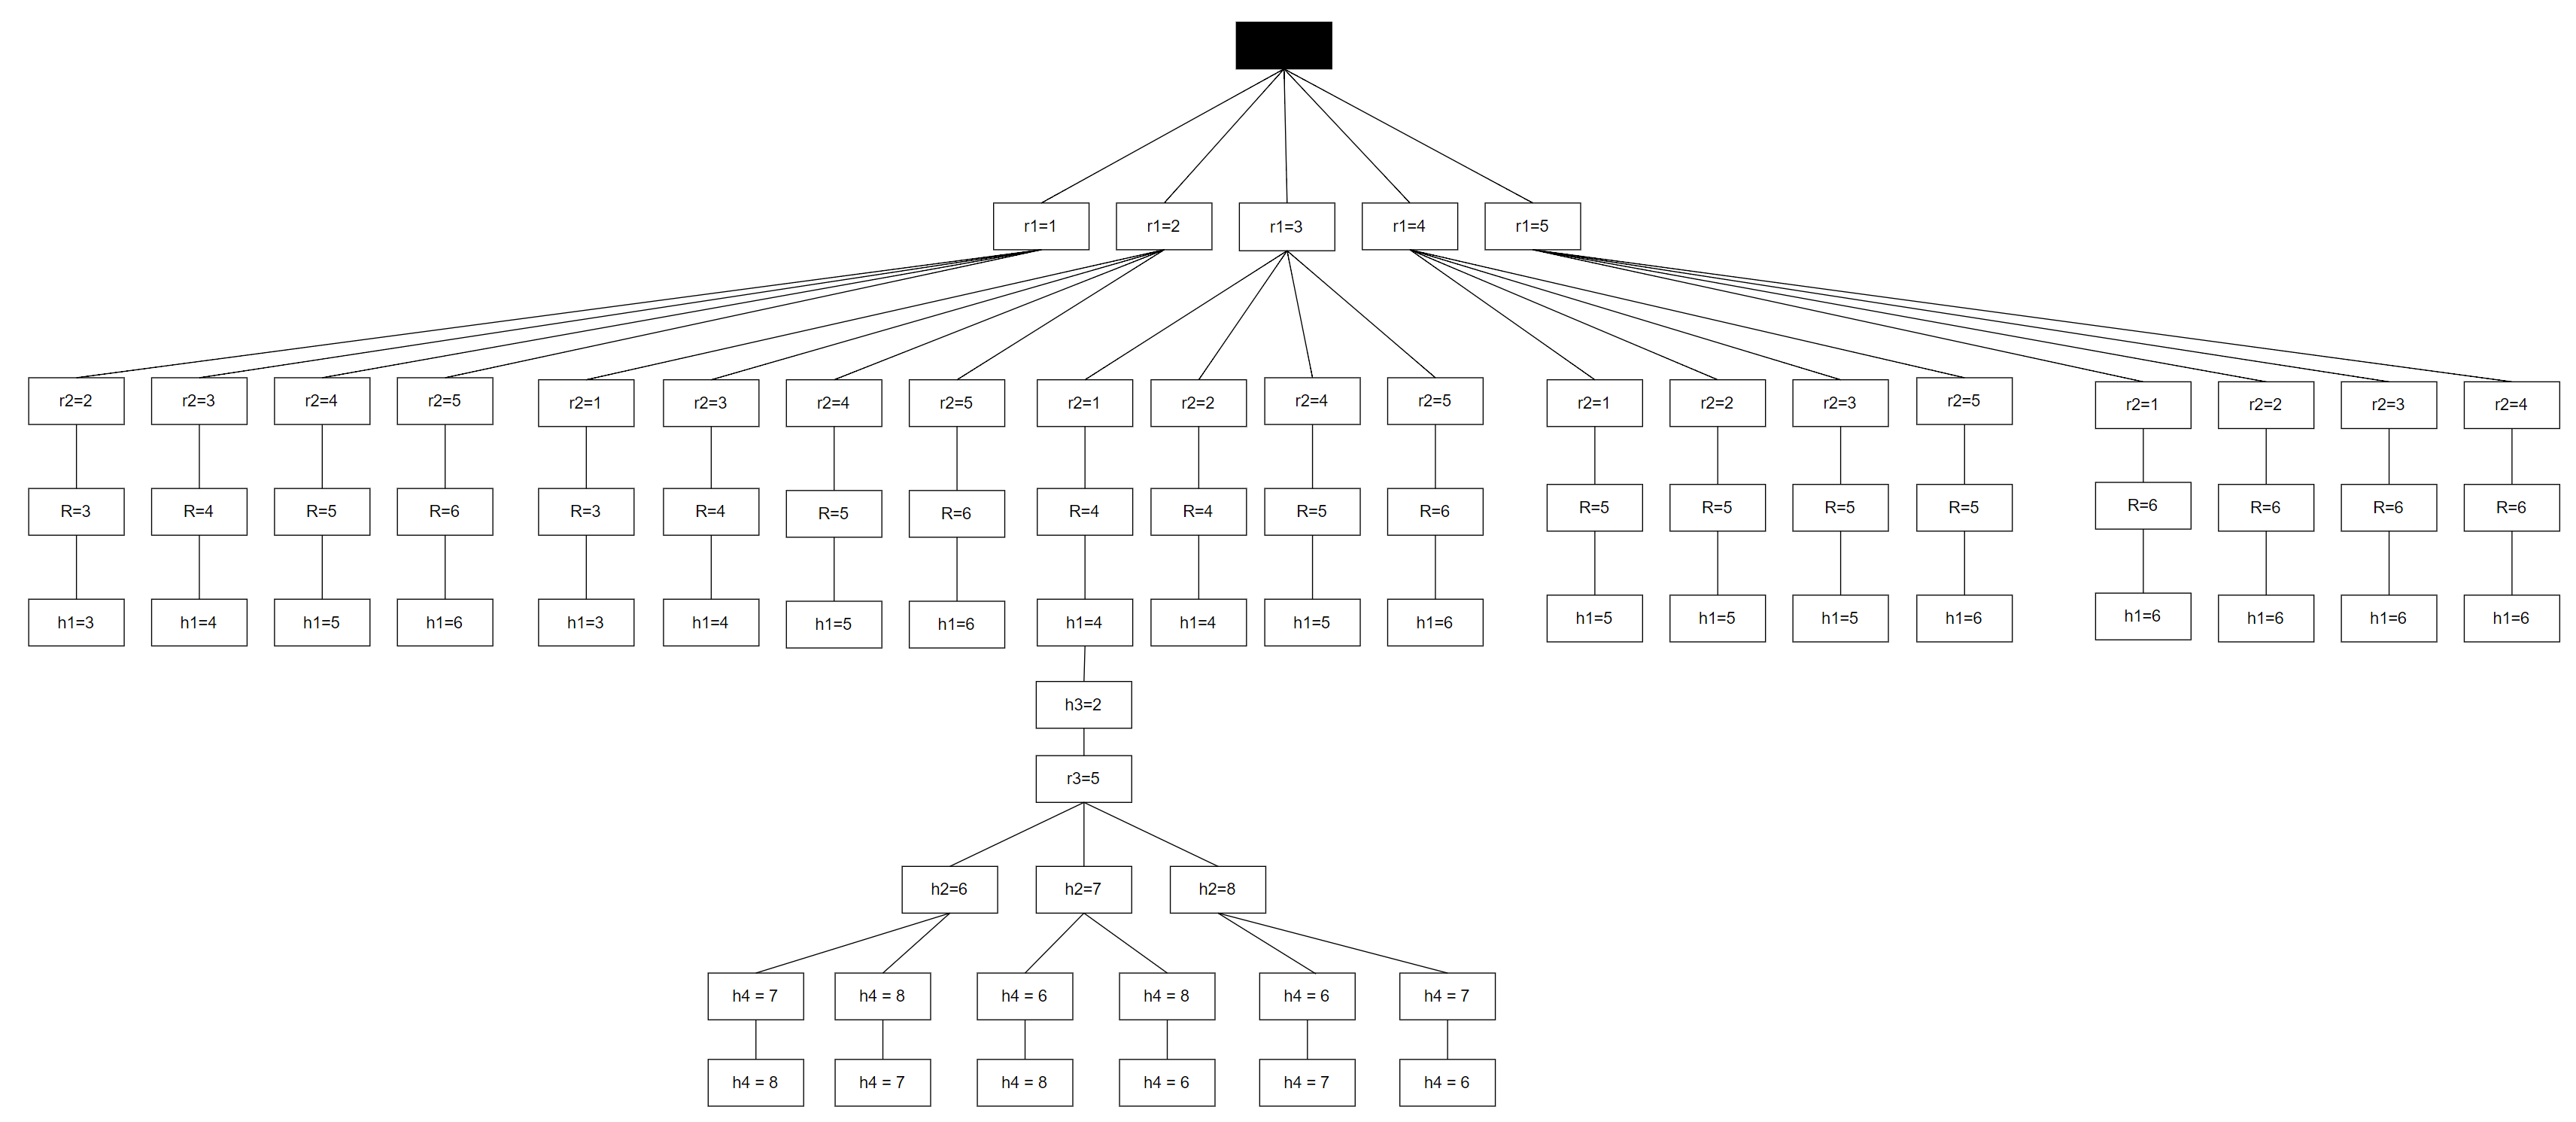 r1=1
r1=2
r1=3
r1=4
r1=5
r2=2
r2=3
r2=4
r2=5
r2=1
r2=3
r2=4
r2=5
r2=1
r2=2
r2=4
r2=5
r2=1
r2=2
r2=3
r2=5
r2=1
r2=2
r2=3
r2=4
R=3
R=4
R=5
R=6
R=3
R=4
R=5
R=6
R=4
R=4
R=5
R=6
R=5
R=5
R=5
R=5
R=6
R=6
R=6
R=6
h1=3
h1=4
h1=5
h1=6
h1=3
h1=4
h1=5
h1=6
h1=4
h1=4
h1=5
h1=6
h1=5
h1=5
h1=5
h1=6
h1=6
h1=6
h1=6
h1=6
h3=2
r3=5
h2=6
h2=7
h2=8
h4 = 7
h4 = 8
h4 = 6
h4 = 8
h4 = 6
h4 = 7
h4 = 8
h4 = 7
h4 = 8
h4 = 6
h4 = 7
h4 = 6